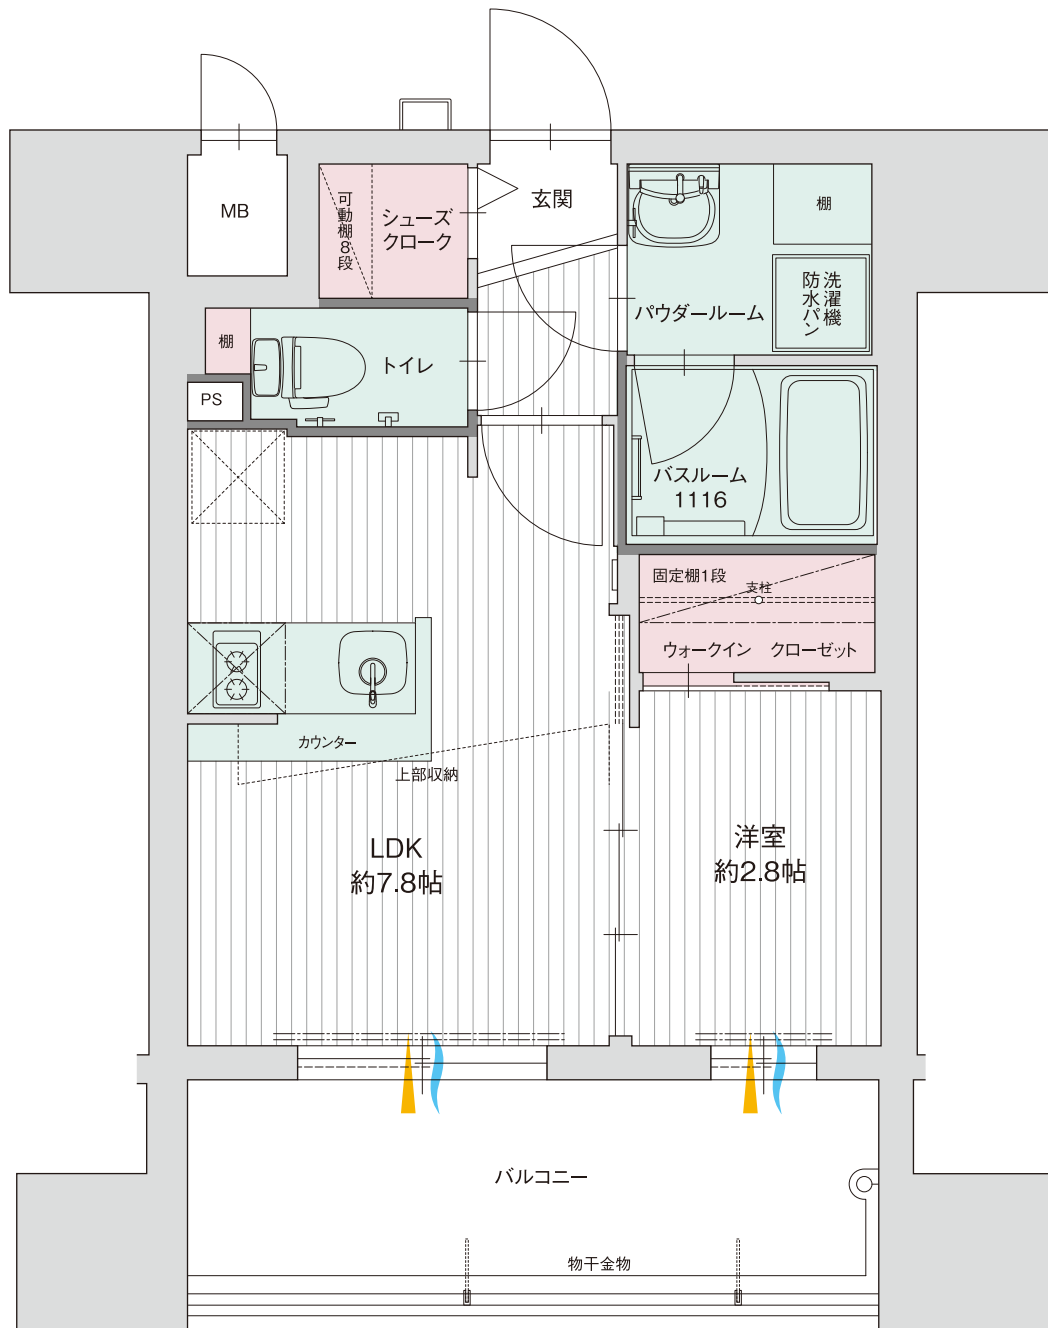 MB
可動棚8段
シューズ
クローク
玄関
棚
洗濯機
防水パン
パウダールーム
棚
トイレ
PS
バスルーム
1116
固定棚1段
支柱
ウォークイン クローゼット
カウンター
上部収納
LDK
約7.8帖
洋室
約2.8帖
バルコニー
物干金物